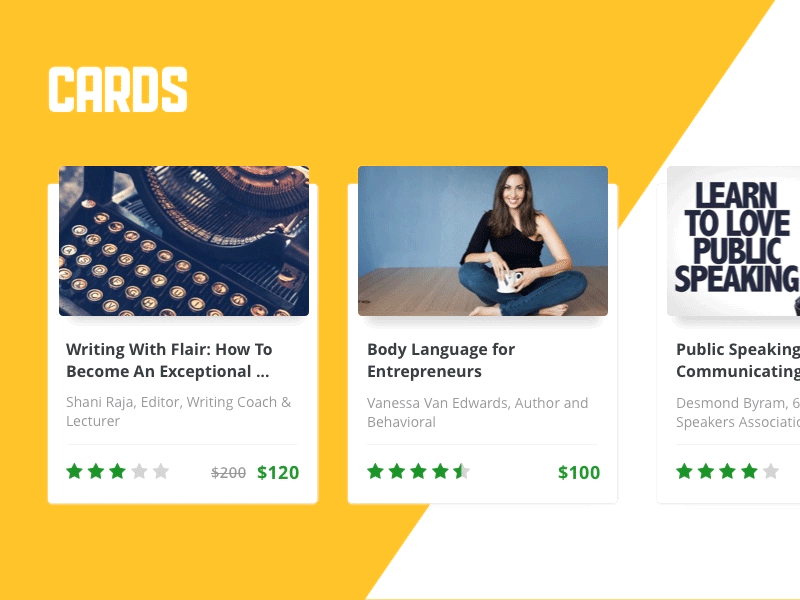 CARDS
Writing With Flair: How To
Become An Exceptional ...
Shani Raja, Editor, Writing Coach &
Lecturer
$200 $120
Body Language for
Entrepreneurs
Vanessa Van Edwards, Author and
Behavioral
$100
LEARN
TO LOVE
PUBLIC
SPEAKING
Public Speaking
Communicating
Desmond Byram, 6
Speakers